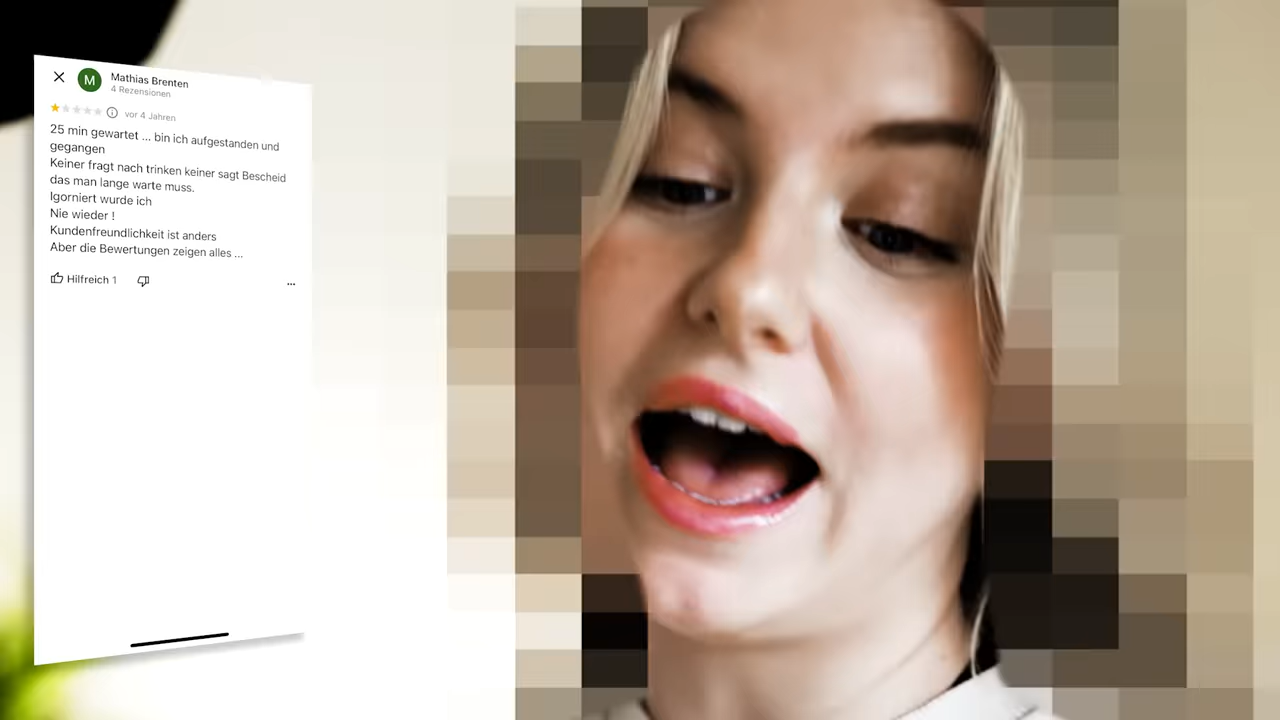 M
Mathias Brenten
4 Rezensionen
vor 4 Jahren
25 min gewartet ... bin ich aufgestanden und
gegangen
Keiner fragt nach trinken keiner sagt Bescheid
das man lange warte muss.
Igorniert wurde ich
Nie wieder !
Kundenfreundlichkeit ist anders
Aber die Bewertungen zeigen alles ...
Hilfreich 1